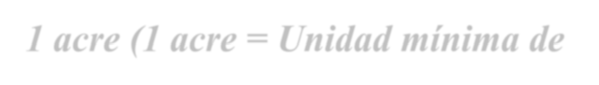 1 acre (1 acre = Unidad mínima de